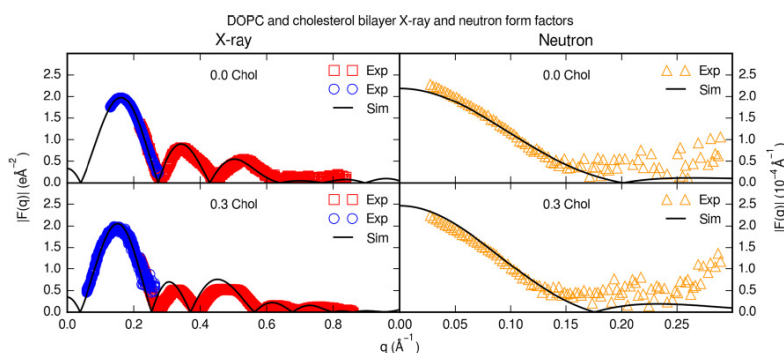 DOPC and cholesterol bilayer X-ray and neutron form factors
X-ray
Neutron
0.0 Chol
Exp
Exp
Sim
2.5
2.0
1.5
1.0
0.5
0.0
0.0 Chol
Exp
Sim
2.5
2.0
1.5
1.0
0.5
0.0
|F(q)| (eÅ⁻²)
|F(q)| (10⁻⁴ Å⁻¹)
0.3 Chol
Exp
Exp
Sim
2.5
2.0
1.5
1.0
0.5
0.0
0.3 Chol
Exp
Sim
2.5
2.0
1.5
1.0
0.5
0.0
0.0 0.2 0.4 0.6 0.8 0.00 0.05 0.10 0.15 0.20 0.25
q (Å⁻¹)